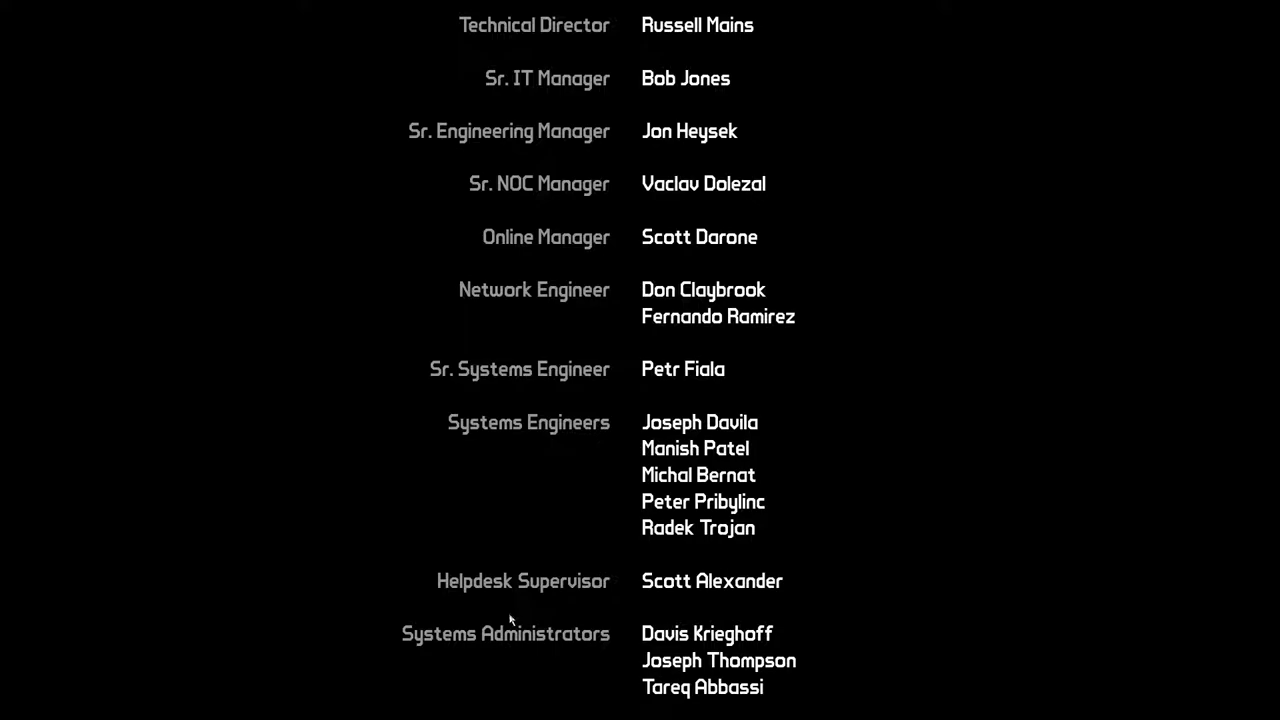 Technical Director Russell Mains
Sr. IT Manager Bob Jones
Sr. Engineering Manager Jon Heysek
Sr. NOC Manager Vaclav Dolezal
Online Manager Scott Darone
Network Engineer Don Claybrook
Fernando Ramirez
Sr. Systems Engineer Petr Fiala
Systems Engineers Joseph Davila
Manish Patel
Michal Bernat
Peter Pribylinc
Radek Trojan
Helpdesk Supervisor Scott Alexander
Systems Administrators Davis Krieghoff
Joseph Thompson
Tareq Abbassi